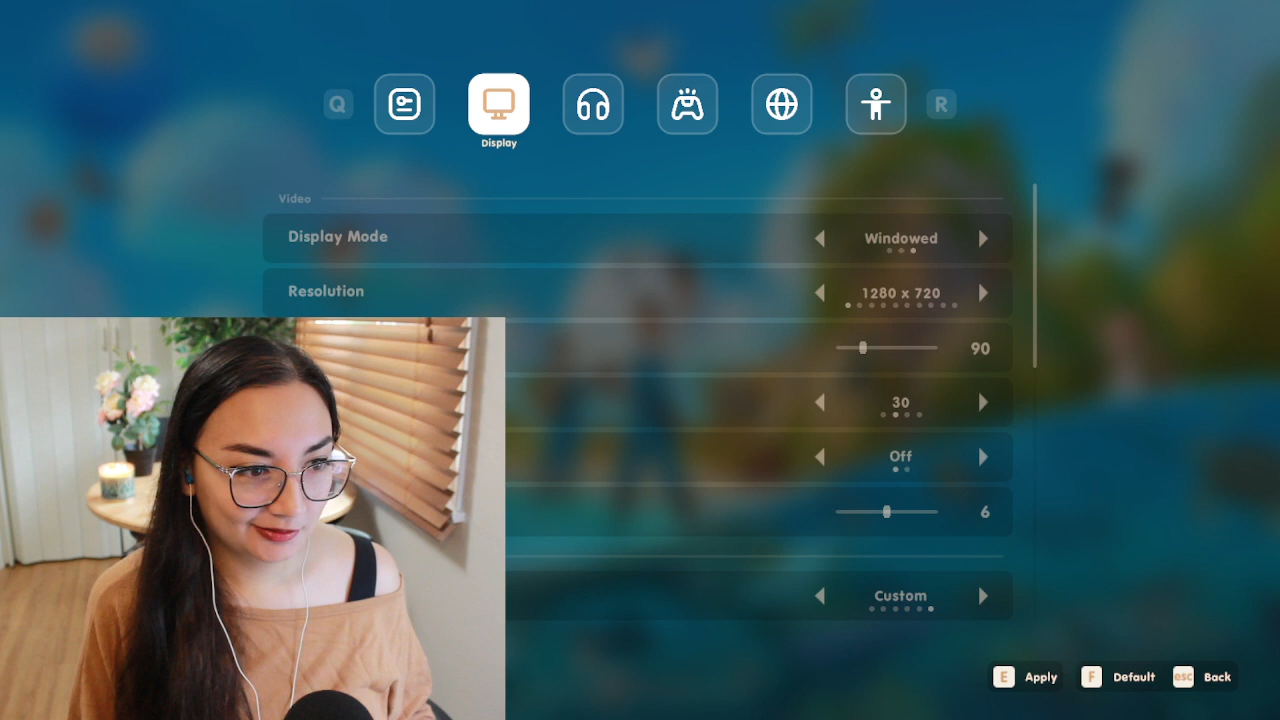 Q
R
Display
Video
Display Mode
Windowed
Resolution
1280 x 720
90
30
Off
6
Custom
E Apply
F Default
esc Back